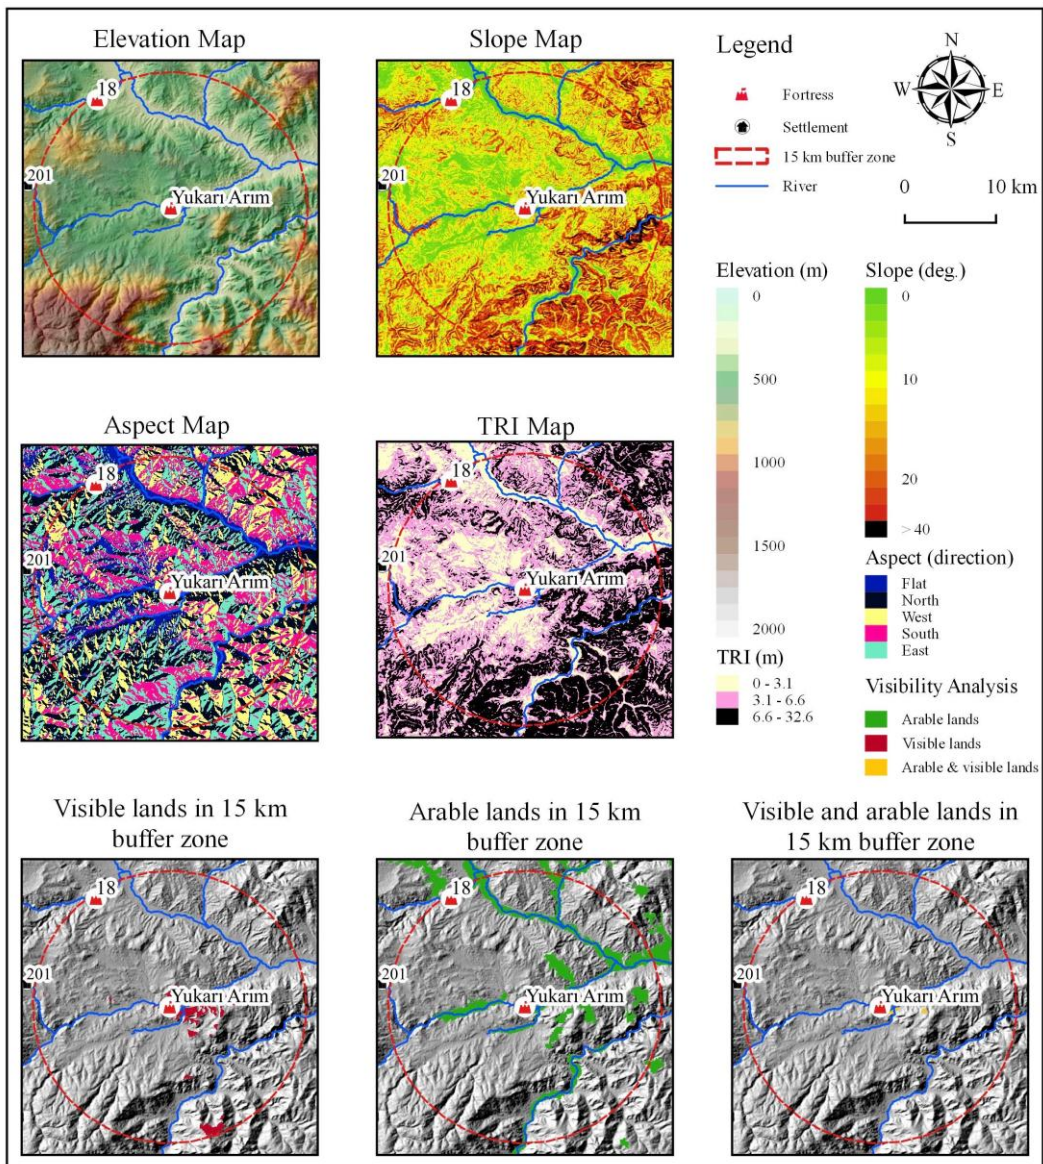 Elevation Map
18
201
Yukarı Arım
Slope Map
18
201
Yukarı Arım
Legend
Fortress
Settlement
15 km buffer zone
River
N
W
E
S
0
10 km
Elevation (m)
0
500
1000
1500
2000
Slope (deg.)
0
10
20
> 40
Aspect Map
18
201
Yukarı Arım
TRI Map
18
201
Yukarı Arım
TRI (m)
0 - 3.1
3.1 - 6.6
6.6 - 32.6
Aspect (direction)
Flat
North
West
South
East
Visibility Analysis
Arable lands
Visible lands
Arable & visible lands
Visible lands in 15 km
buffer zone
18
201
Yukarı Arım
Arable lands in 15 km
buffer zone
18
201
Yukarı Arım
Visible and arable lands in
15 km buffer zone
18
201
Yukarı Arım